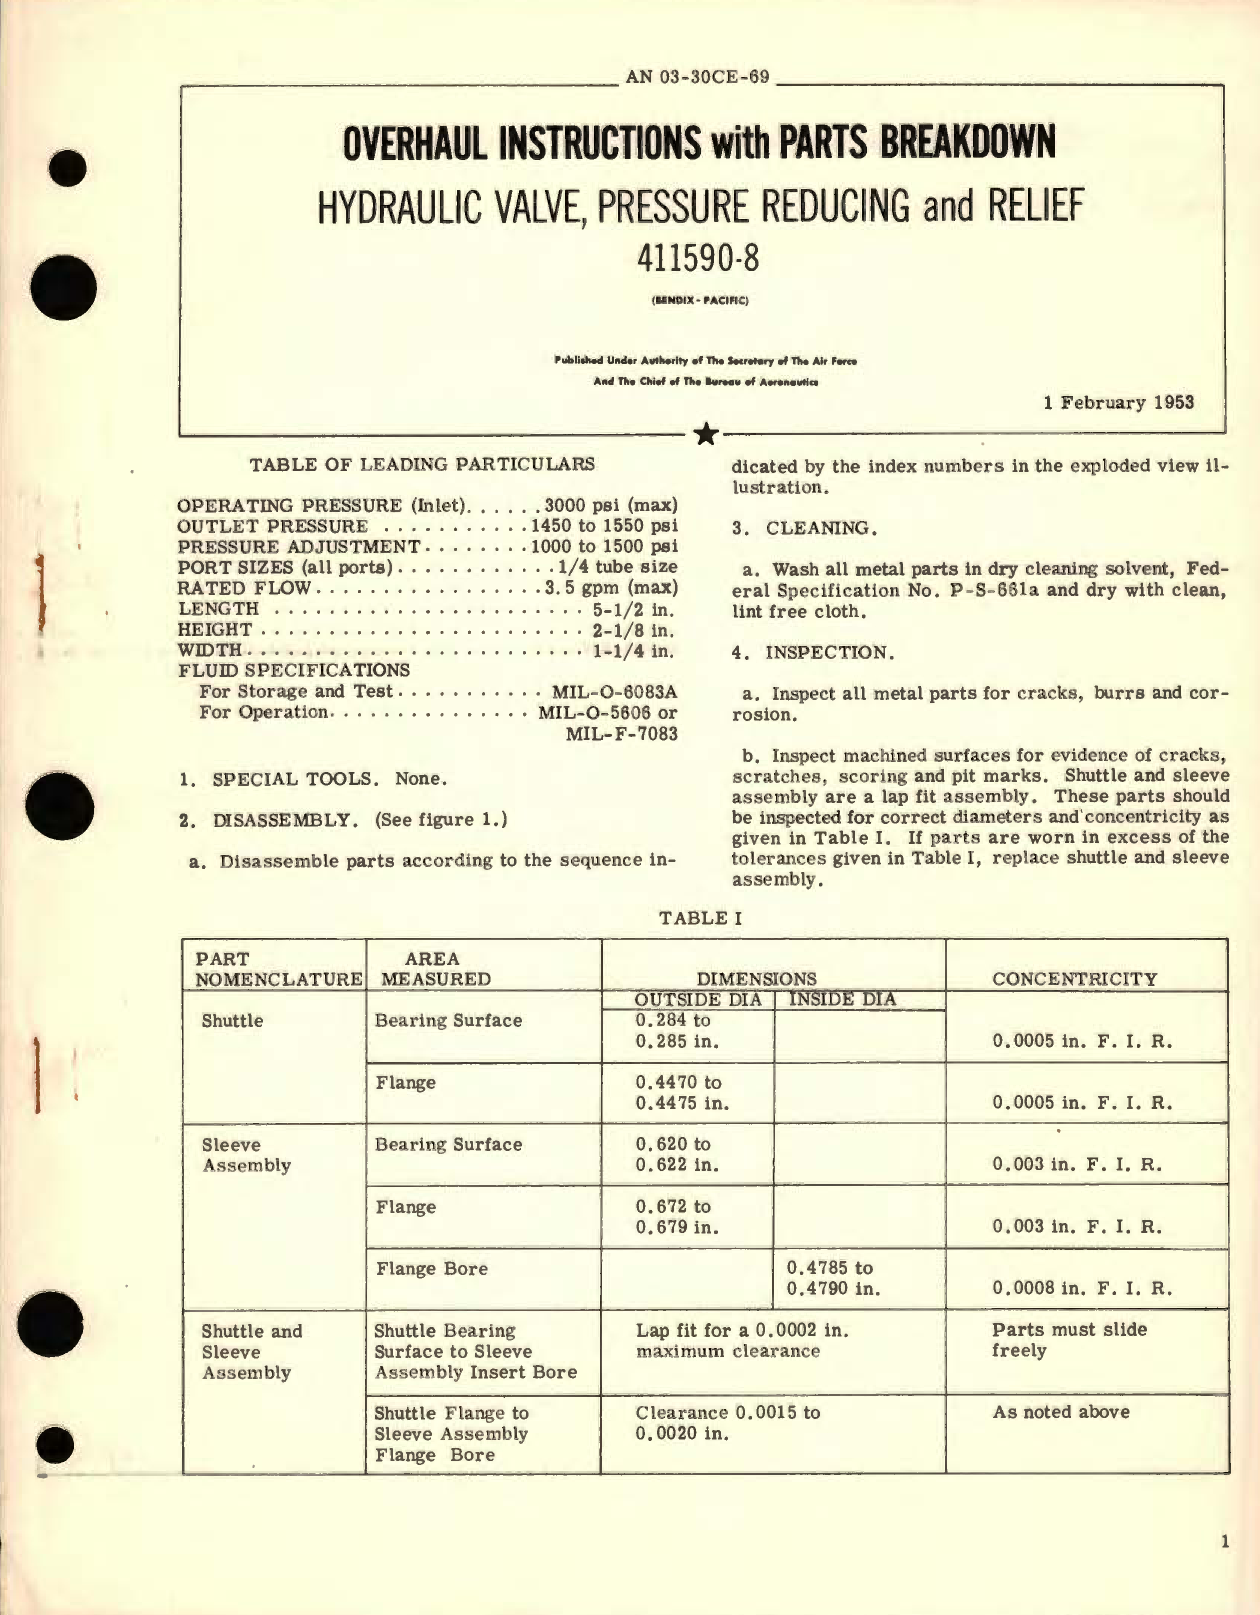 AN 03-30CE-69
OVERHAUL INSTRUCTIONS with PARTS BREAKDOWN
HYDRAULIC VALVE, PRESSURE REDUCING and RELIEF
411590-8
(BENDIX-PACIFIC)
Published Under Authority of The Secretary of The Air Force
And The Chief of The Bureau of Aeronautics
1 February 1953
TABLE OF LEADING PARTICULARS
OPERATING PRESSURE (Inlet). . . . . . 3000 psi (max)
OUTLET PRESSURE . . . . . . . . . . . 1450 to 1550 psi
PRESSURE ADJUSTMENT. . . . . . . . 1000 to 1500 psi
PORT SIZES (all ports). . . . . . . . . . . . 1/4 tube size
RATED FLOW. . . . . . . . . . . . . . . . . . 3.5 gpm (max)
LENGTH . . . . . . . . . . . . . . . . . . . . . . . . 5-1/2 in.
HEIGHT . . . . . . . . . . . . . . . . . . . . . . . . . 2-1/8 in.
WIDTH. . . . . . . . . . . . . . . . . . . . . . . . . . 1-1/4 in.
FLUID SPECIFICATIONS
For Storage and Test. . . . . . . . . . . MIL-O-6083A
For Operation. . . . . . . . . . . . . . . MIL-O-5606 or
MIL-F-7083
1. SPECIAL TOOLS. None.
2. DISASSEMBLY. (See figure 1.)
a. Disassemble parts according to the sequence in-
dicated by the index numbers in the exploded view il-
lustration.
3. CLEANING.
a. Wash all metal parts in dry cleaning solvent, Fed-
eral Specification No. P-S-661a and dry with clean,
lint free cloth.
4. INSPECTION.
a. Inspect all metal parts for cracks, burrs and cor-
rosion.
b. Inspect machined surfaces for evidence of cracks,
scratches, scoring and pit marks. Shuttle and sleeve
assembly are a lap fit assembly. These parts should
be inspected for correct diameters and concentricity as
given in Table I. If parts are worn in excess of the
tolerances given in Table I, replace shuttle and sleeve
assembly.
TABLE I
PART AREA
NOMENCLATURE MEASURED DIMENSIONS CONCENTRICITY
OUTSIDE DIA INSIDE DIA
Shuttle Bearing Surface 0.284 to
0.285 in. 0.0005 in. F. I. R.
Flange 0.4470 to
0.4475 in. 0.0005 in. F. I. R.
Sleeve Bearing Surface 0.620 to
Assembly 0.622 in. 0.003 in. F. I. R.
Flange 0.672 to
0.679 in. 0.003 in. F. I. R.
Flange Bore 0.4785 to
0.4790 in. 0.0008 in. F. I. R.
Shuttle and Shuttle Bearing Lap fit for a 0.0002 in. Parts must slide
Sleeve Surface to Sleeve maximum clearance freely
Assembly Assembly Insert Bore
Shuttle Flange to Clearance 0.0015 to As noted above
Sleeve Assembly 0.0020 in.
Flange Bore
1